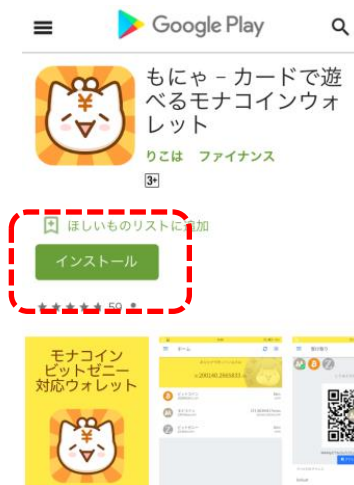 Google Play
¥
もにゃ - カードで遊
べるモナコインウォ
レット
りこは ファイナンス
3+
ほしいものリストに追加
インストール
59
モナコイン
ビットゼニー
対応ウォレット
¥